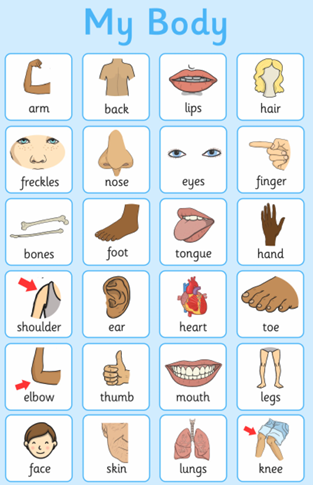 My Body
arm back lips hair
freckles nose eyes finger
bones foot tongue hand
shoulder ear heart toe
elbow thumb mouth legs
face skin lungs knee